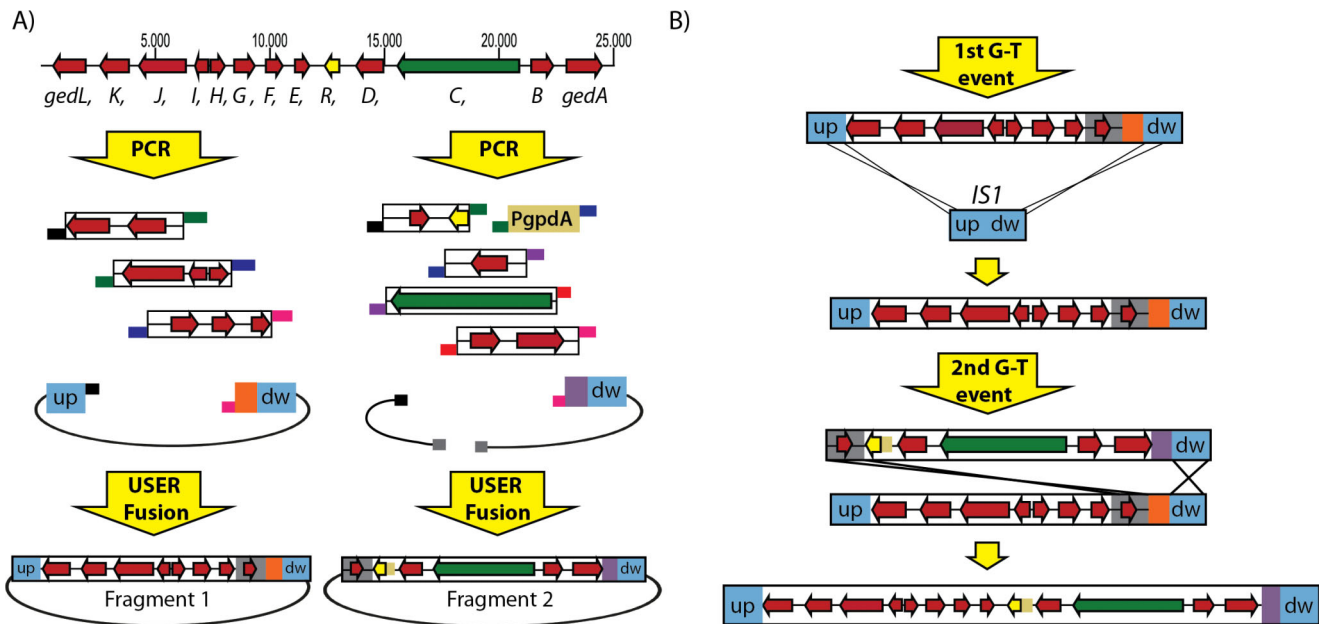 A)
5.000 10.000 15.000 20.000 25.000
gedL, K, J, I, H, G , F, E, R, D, C, B gedA
PCR
PCR
PgpdA
up
dw
dw
USER
Fusion
USER
Fusion
up
dw
dw
Fragment 1
Fragment 2
B)
1st G-T
event
up
dw
IS1
up dw
up
dw
2nd G-T
event
dw
up
dw
up
dw